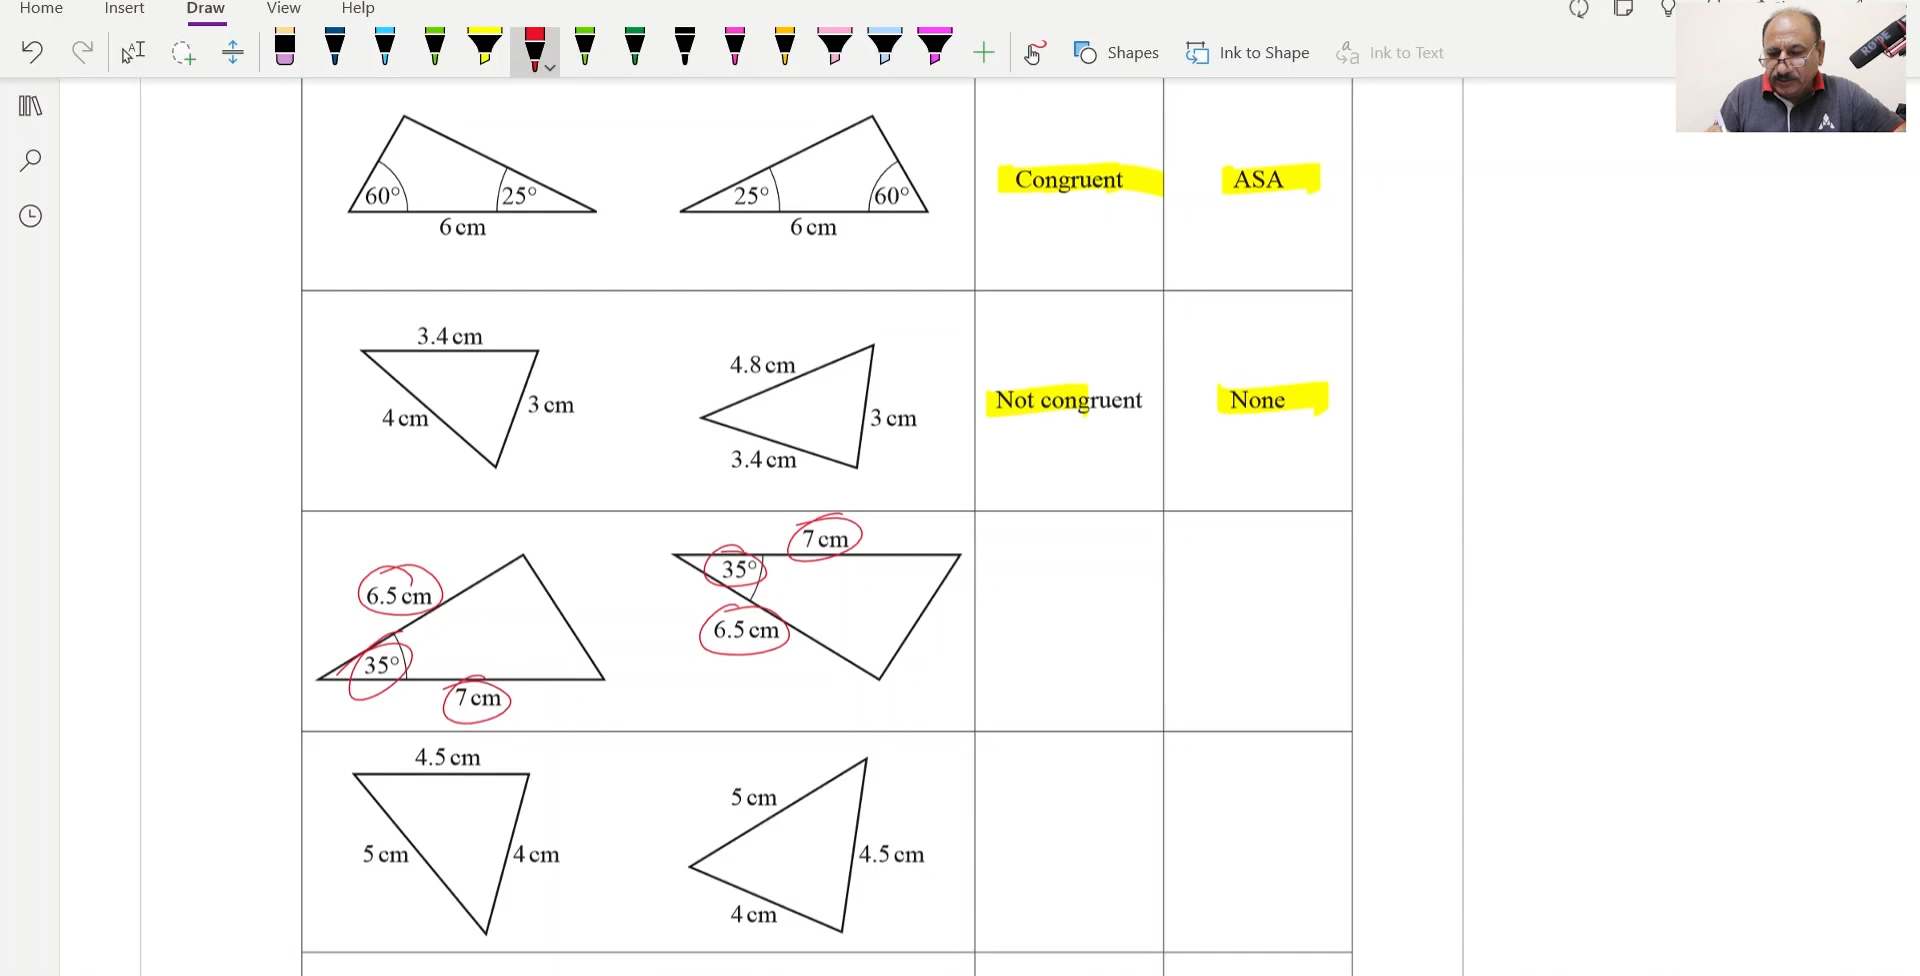 Home Insert Draw View Help
Shapes Ink to Shape Ink to Text
RØDE
60° 25° 25° 60° Congruent ASA
6 cm 6 cm
3.4 cm
4.8 cm
4 cm 3 cm 3 cm Not congruent None
3.4 cm
7 cm
35°
6.5 cm
6.5 cm
35°
7 cm
4.5 cm
5 cm
5 cm 4 cm 4.5 cm
4 cm